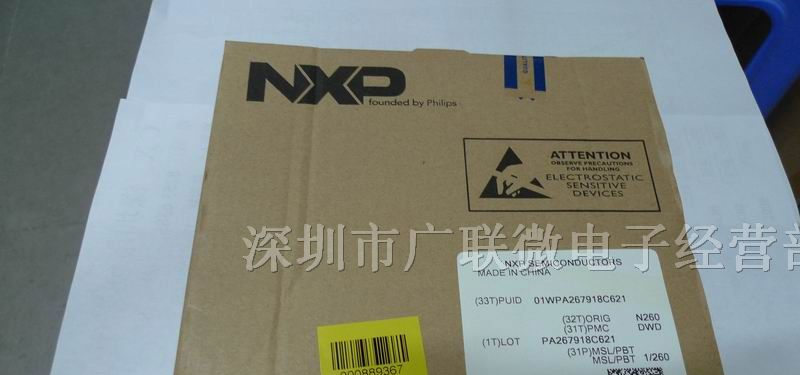 NXP
founded by Philips
ATTENTION
OBSERVE PRECAUTIONS
FOR HANDLING
ELECTROSTATIC
SENSITIVE
DEVICES
深圳市广联微电子经营部
NXP SEMICONDUCTORS
MADE IN CHINA
(33T)PUID 01WPA267918C621
(32T)ORIG N260
(31T)PMC DWD
(1T)LOT PA267918C621
(31P)MSL/PBT
MSL/PBT 1/260
000889367